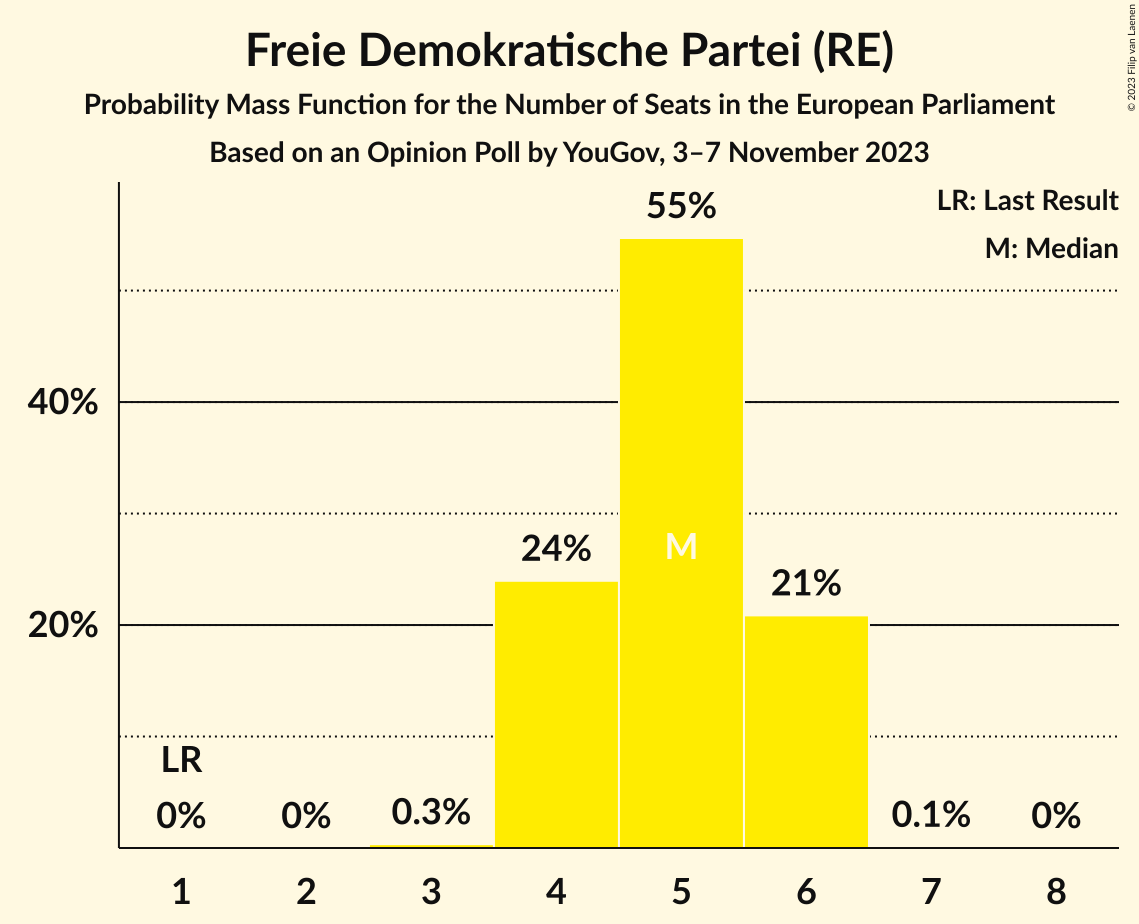 Freie Demokratische Partei (RE)
Probability Mass Function for the Number of Seats in the European Parliament
Based on an Opinion Poll by YouGov, 3–7 November 2023
© 2023 Filip van Laenen
LR: Last Result
M: Median
55%
40%
24%
M
21%
20%
LR
0%
0%
0.3%
0.1%
0%
1
2
3
4
5
6
7
8